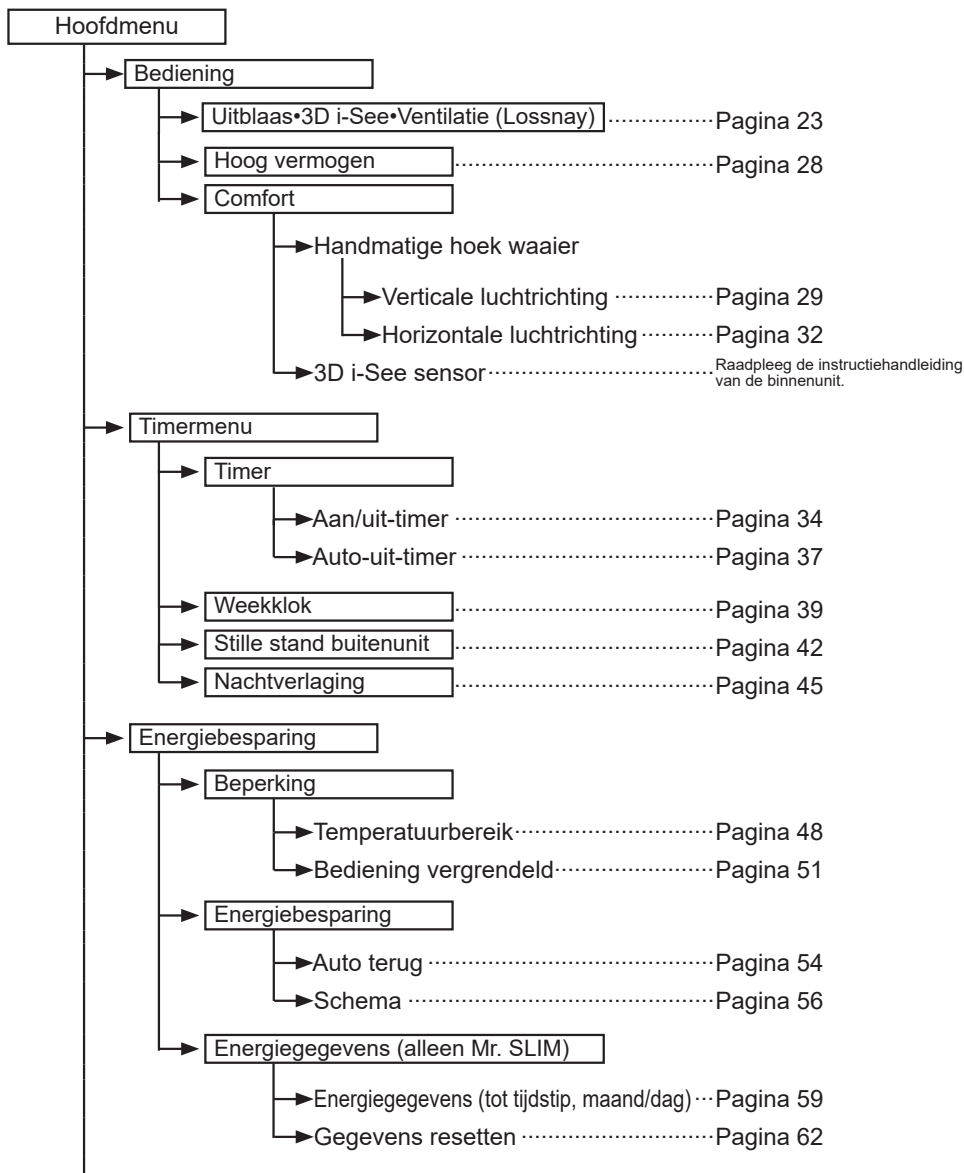 Hoofdmenu
Bediening
Uitblaas•3D i-See•Ventilatie (Lossnay) Pagina 23
Hoog vermogen Pagina 28
Comfort
Handmatige hoek waaier
Verticale luchtrichting Pagina 29
Horizontale luchtrichting Pagina 32
3D i-See sensor Raadpleeg de instructiehandleiding
van de binnenunit.
Timermenu
Timer
Aan/uit-timer Pagina 34
Auto-uit-timer Pagina 37
Weekklok Pagina 39
Stille stand buitenunit Pagina 42
Nachtverlaging Pagina 45
Energiebesparing
Beperking
Temperatuurbereik Pagina 48
Bediening vergrendeld Pagina 51
Energiebesparing
Auto terug Pagina 54
Schema Pagina 56
Energiegegevens (alleen Mr. SLIM)
Energiegegevens (tot tijdstip, maand/dag) Pagina 59
Gegevens resetten Pagina 62